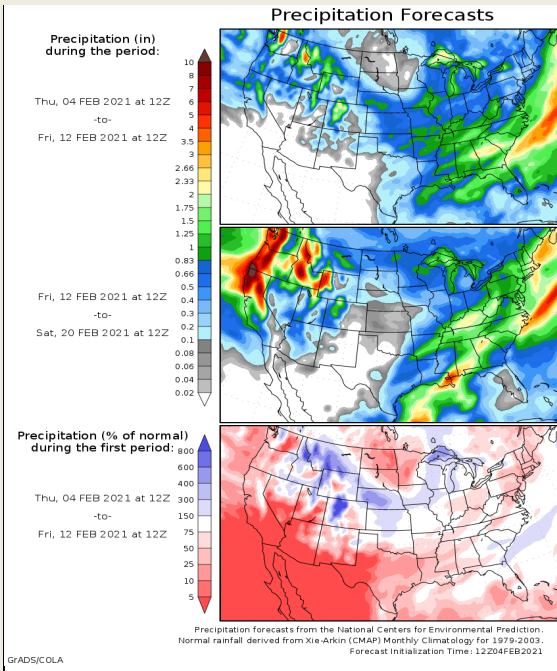 Precipitation Forecasts
Precipitation (in)
during the period:
Thu, 04 FEB 2021 at 12Z
-to-
Fri, 12 FEB 2021 at 12Z
10
8
7
6
5
4
3.5
3
2.66
2.33
2
1.75
1.5
1.25
1
0.83
0.66
0.5
0.4
0.3
0.2
0.1
0.08
0.06
0.04
0.02
Fri, 12 FEB 2021 at 12Z
-to-
Sat, 20 FEB 2021 at 12Z
Precipitation (% of normal)
during the first period:
Thu, 04 FEB 2021 at 12Z
-to-
Fri, 12 FEB 2021 at 12Z
800
600
400
300
150
75
50
25
10
5
Precipitation forecasts from the National Centers for Environmental Prediction.
Normal rainfall derived from Xie-Arkin (CMAP) Monthly Climatology for 1979-2003.
Forecast Initialization Time: 12Z04FEB2021
GrADS/COLA